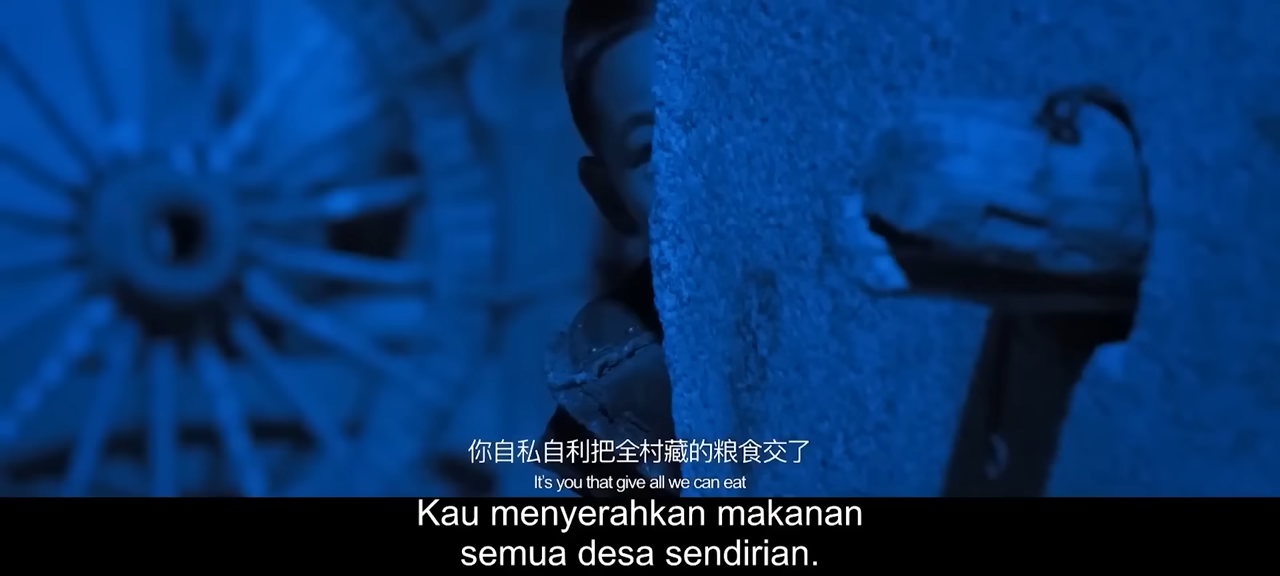 你自私自利把全村藏的粮食交了
It's you that give all we can eat
Kau menyerahkan makanan
semua desa sendirian.